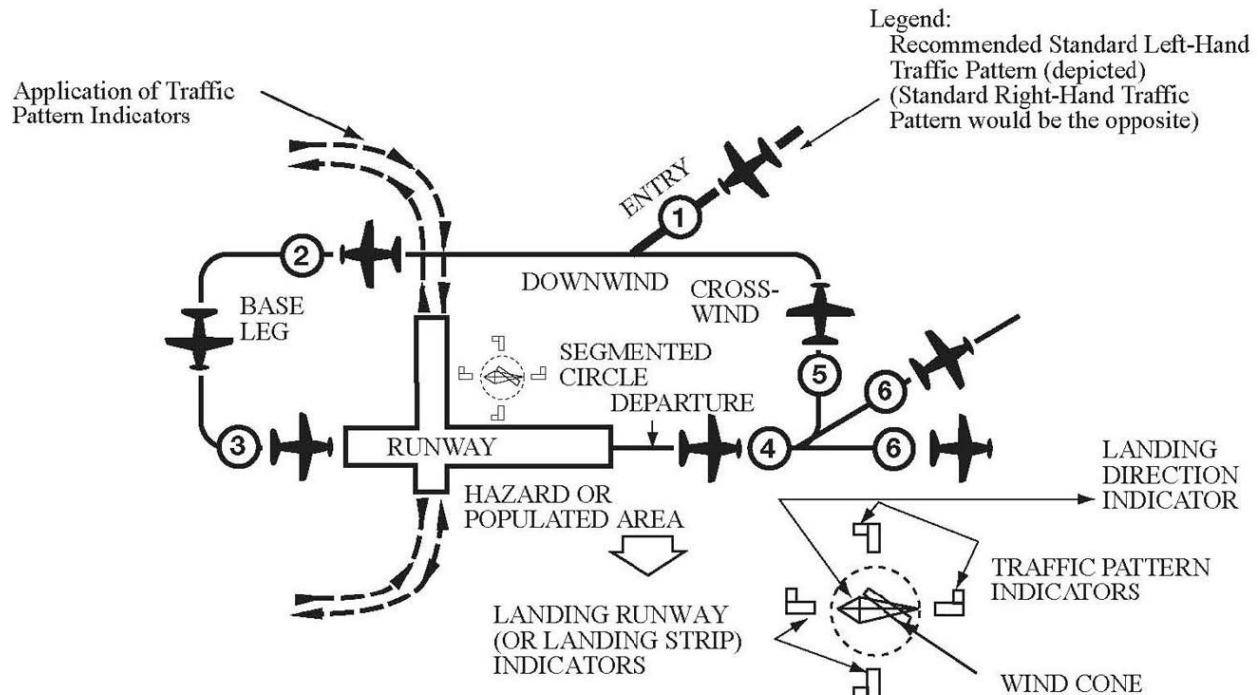 Legend:
Recommended Standard Left-Hand
Traffic Pattern (depicted)
(Standard Right-Hand Traffic
Pattern would be the opposite)
Application of Traffic
Pattern Indicators
ENTRY
1
2
DOWNWIND
CROSS-
WIND
BASE
LEG
SEGMENTED
CIRCLE
5
6
DEPARTURE
3
RUNWAY
4
6
LANDING
DIRECTION
INDICATOR
HAZARD OR
POPULATED AREA
TRAFFIC PATTERN
INDICATORS
LANDING RUNWAY
(OR LANDING STRIP)
INDICATORS
WIND CONE